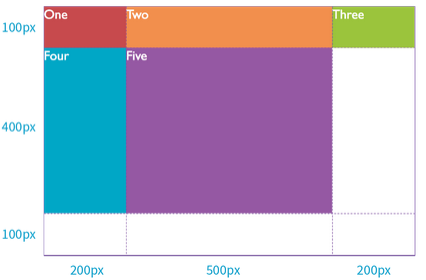 One Two Three
100px
Four Five
400px
100px
200px 500px 200px